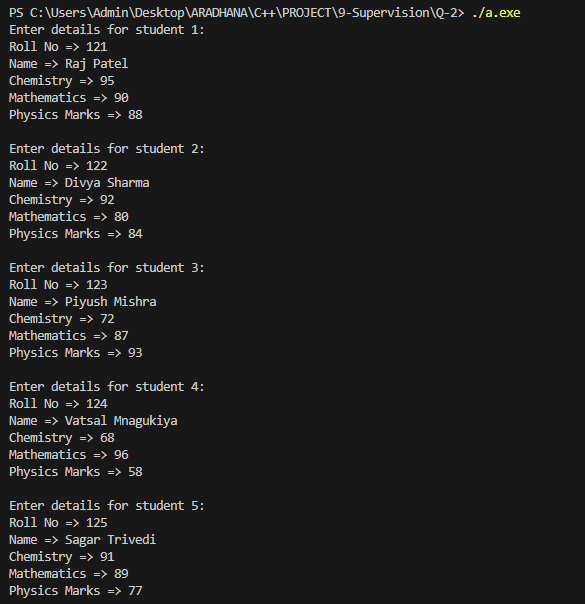 PS C:\Users\Admin\Desktop\ARADHANA\C++\PROJECT\9-Supervision\Q-2> ./a.exe
Enter details for student 1:
Roll No => 121
Name => Raj Patel
Chemistry => 95
Mathematics => 90
Physics Marks => 88
Enter details for student 2:
Roll No => 122
Name => Divya Sharma
Chemistry => 92
Mathematics => 80
Physics Marks => 84
Enter details for student 3:
Roll No => 123
Name => Piyush Mishra
Chemistry => 72
Mathematics => 87
Physics Marks => 93
Enter details for student 4:
Roll No => 124
Name => Vatsal Mnagukiya
Chemistry => 68
Mathematics => 96
Physics Marks => 58
Enter details for student 5:
Roll No => 125
Name => Sagar Trivedi
Chemistry => 91
Mathematics => 89
Physics Marks => 77